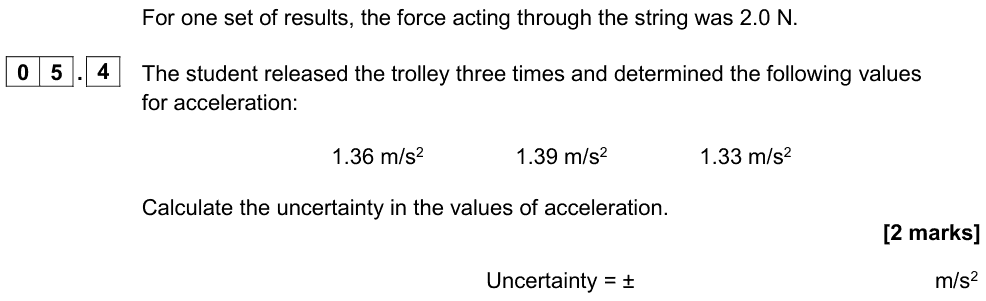 For one set of results, the force acting through the string was 2.0 N.
0 5 . 4 The student released the trolley three times and determined the following values
for acceleration:
1.36 m/s² 1.39 m/s² 1.33 m/s²
Calculate the uncertainty in the values of acceleration.
[2 marks]
Uncertainty = ± m/s²